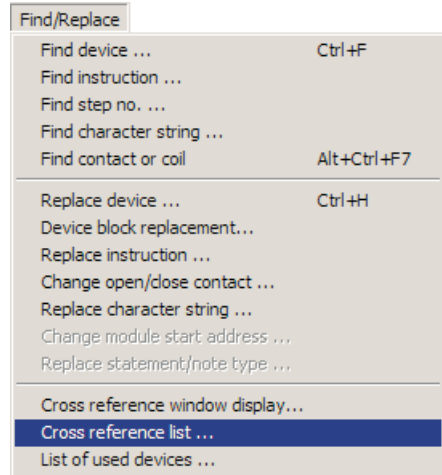 Find/Replace
Find device ... Ctrl+F
Find instruction ...
Find step no. ...
Find character string ...
Find contact or coil Alt+Ctrl+F7
Replace device ... Ctrl+H
Device block replacement...
Replace instruction ...
Change open/close contact ...
Replace character string ...
Change module start address ...
Replace statement/note type ...
Cross reference window display...
Cross reference list ...
List of used devices ...